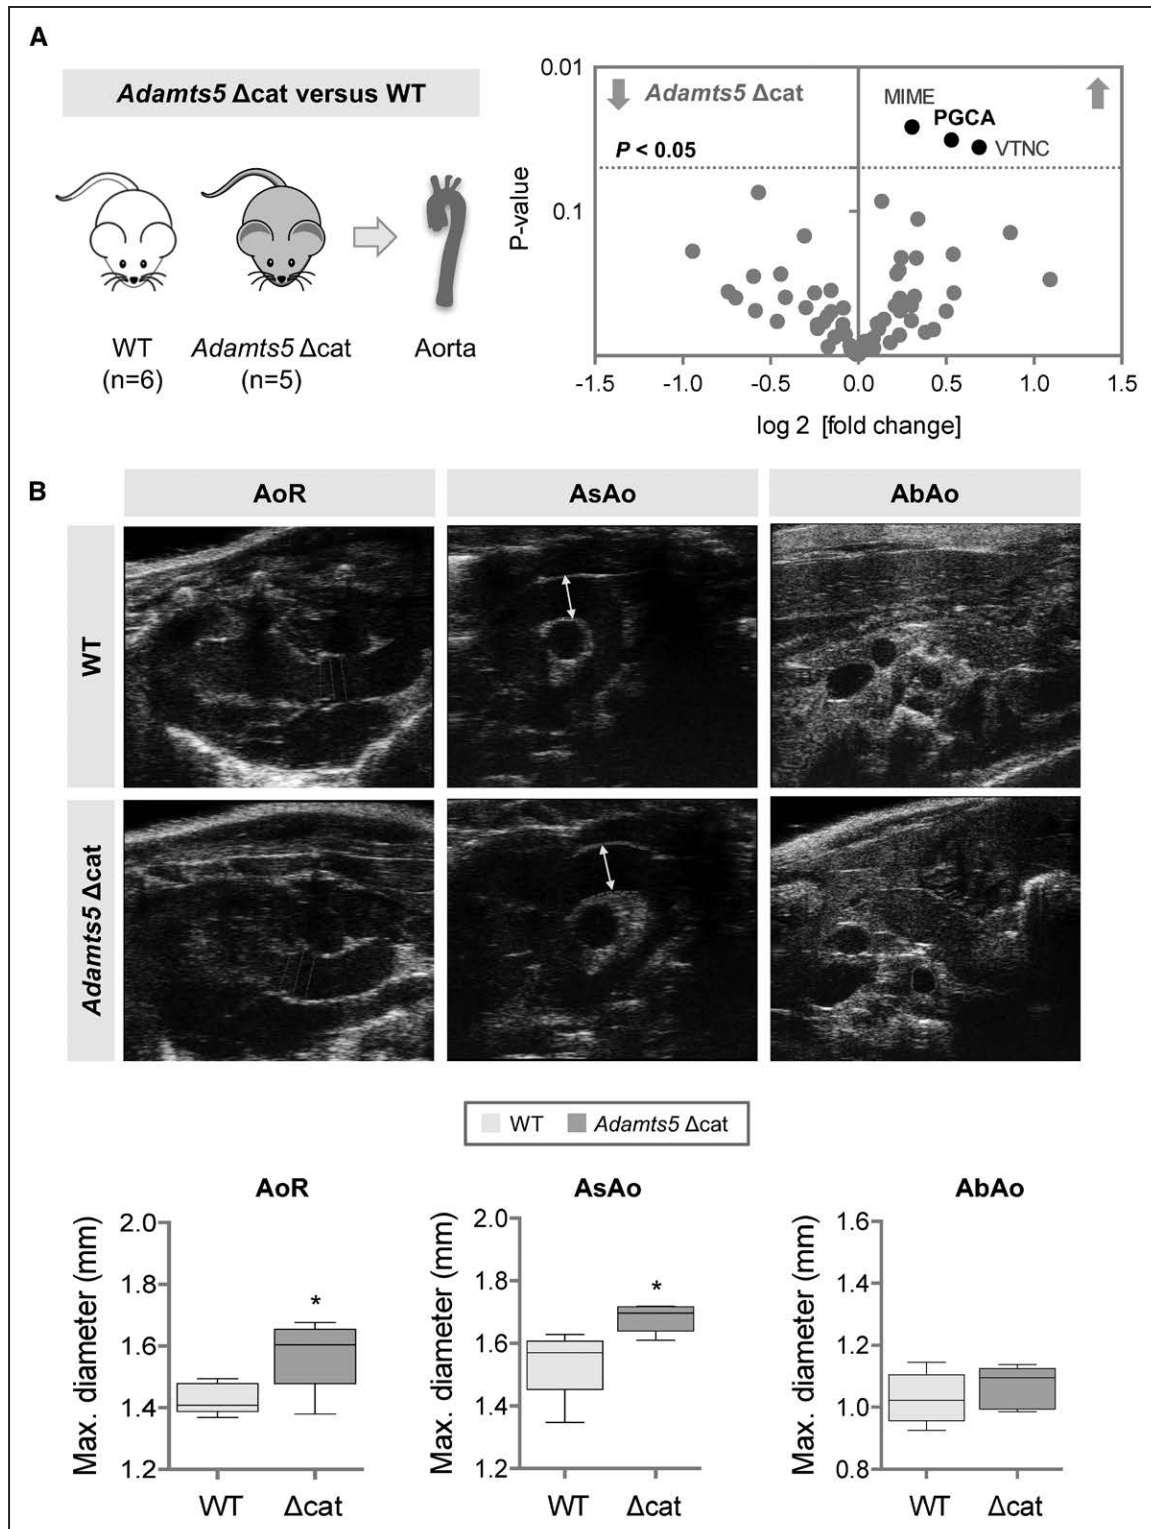 A
Adamts5 Δcat versus WT
WT
(n=6)
Adamts5 Δcat
(n=5)
Aorta
P-value
0.01
0.1
Adamts5 Δcat
P < 0.05
MIME
PGCA
VTNC
-1.5 -1.0 -0.5 0.0 0.5 1.0 1.5
log 2 [fold change]
B
AoR AsAo AbAo
WT
Adamts5 Δcat
WT Adamts5 Δcat
AoR
Max. diameter (mm)
2.0
1.8
1.6
1.4
1.2
*
WT Δcat
AsAo
Max. diameter (mm)
2.0
1.8
1.6
1.4
1.2
*
WT Δcat
AbAo
Max. diameter (mm)
1.6
1.4
1.2
1.0
0.8
WT Δcat